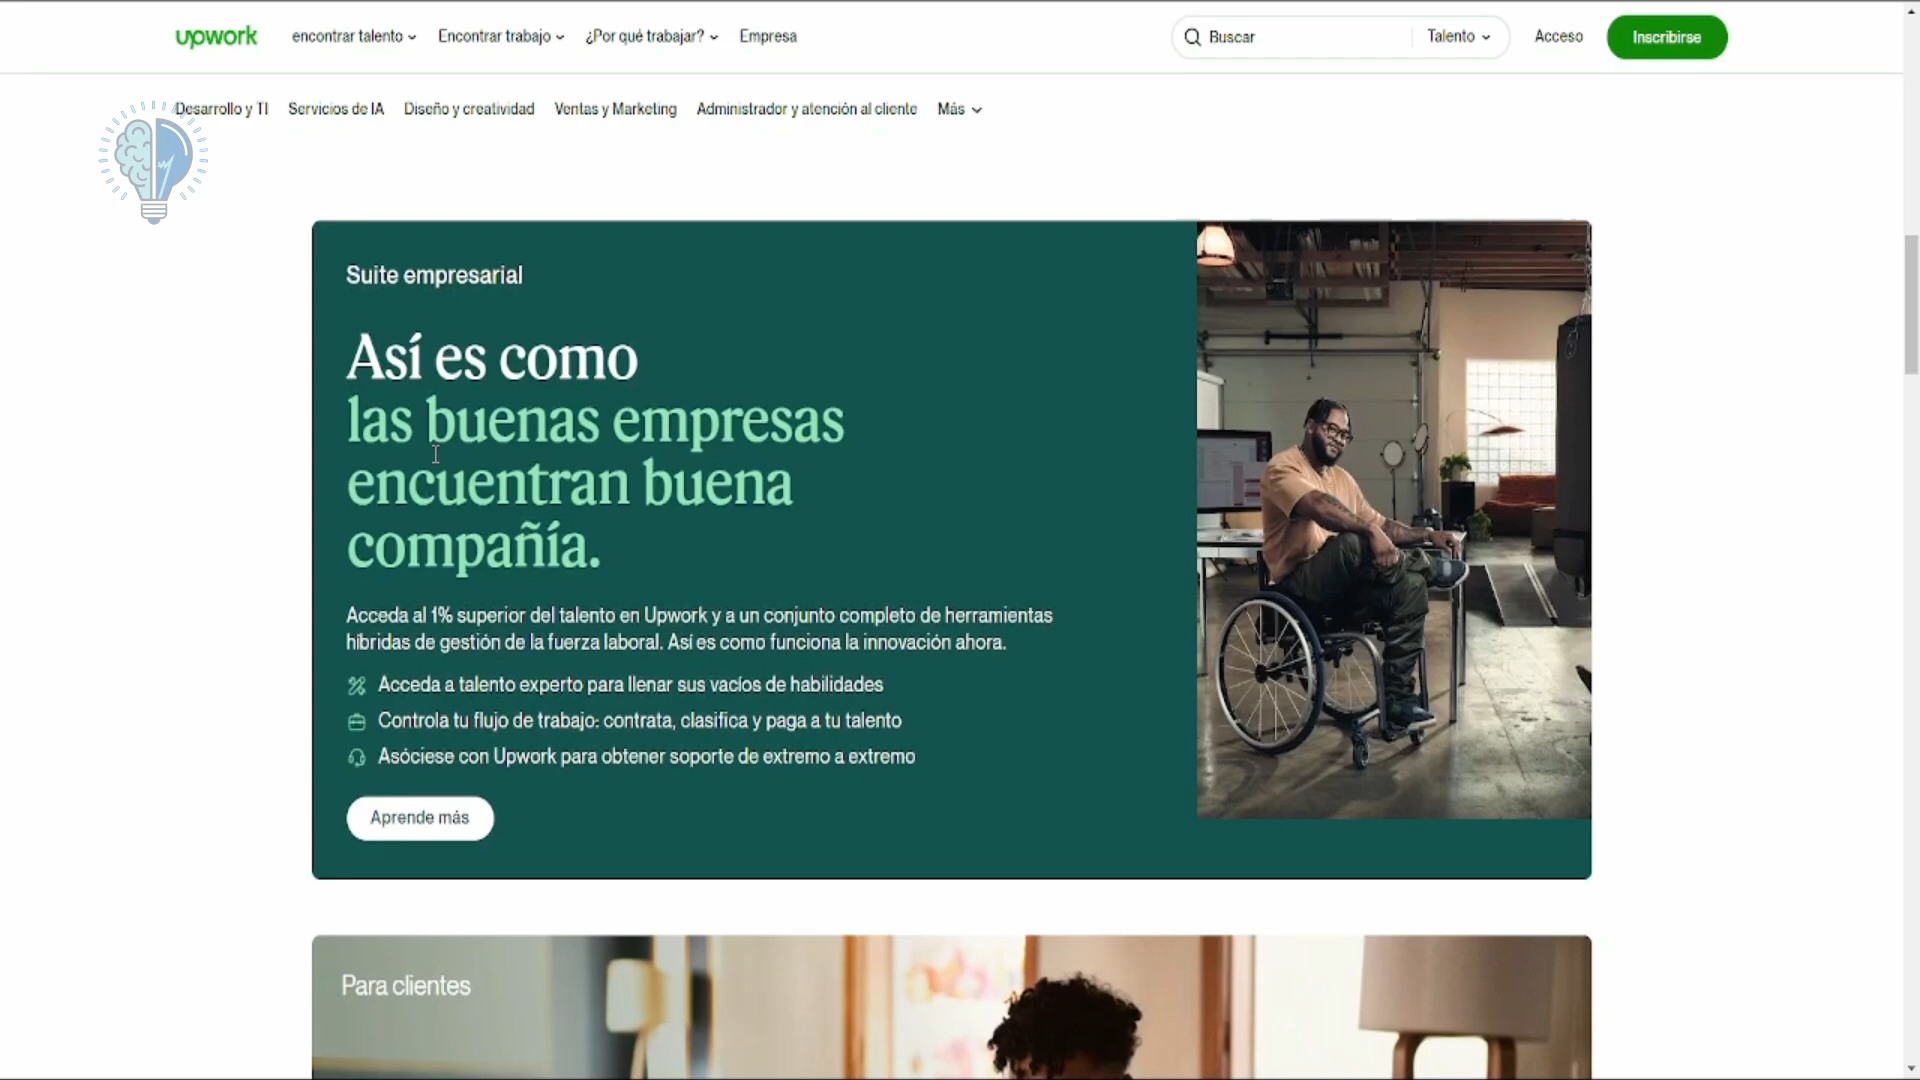 upwork
encontrar talento
Encontrar trabajo
¿Por qué trabajar?
Empresa
Buscar
Talento
Acceso
Inscribirse
Desarrollo y TI
Servicios de IA
Diseño y creatividad
Ventas y Marketing
Administrador y atención al cliente
Más
Suite empresarial
Así es como
las buenas empresas
encuentran buena
compañía.
Acceda al 1% superior del talento en Upwork y a un conjunto completo de herramientas
híbridas de gestión de la fuerza laboral. Así es como funciona la innovación ahora.
Acceda a talento experto para llenar sus vacíos de habilidades
Controla tu flujo de trabajo: contrata, clasifica y paga a tu talento
Asóciese con Upwork para obtener soporte de extremo a extremo
Aprende más
Para clientes